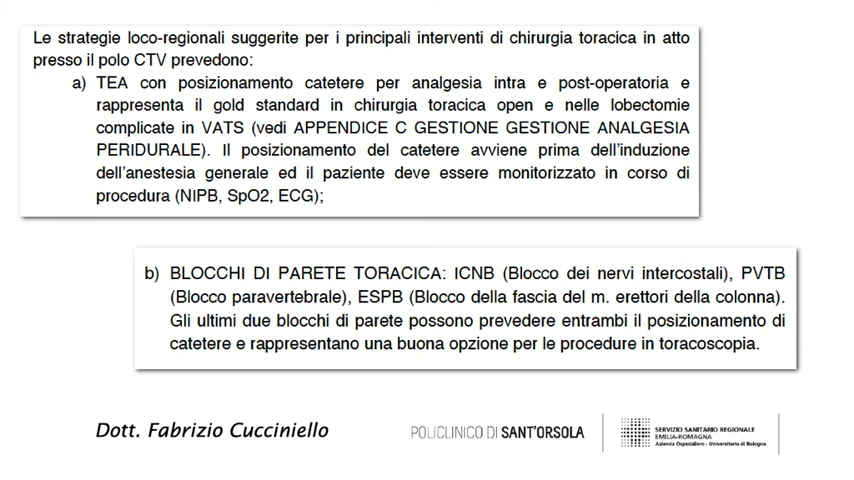 Le strategie loco-regionali suggerite per i principali interventi di chirurgia toracica in atto
presso il polo CTV prevedono:
a) TEA con posizionamento catetere per analgesia intra e post-operatoria e
rappresenta il gold standard in chirurgia toracica open e nelle lobectomie
complicate in VATS (vedi APPENDICE C GESTIONE GESTIONE ANALGESIA
PERIDURALE). Il posizionamento del catetere avviene prima dell'induzione
dell'anestesia generale ed il paziente deve essere monitorizzato in corso di
procedura (NIPB, SpO2, ECG);
b) BLOCCHI DI PARETE TORACICA: ICNB (Blocco dei nervi intercostali), PVTB
(Blocco paravertebrale), ESPB (Blocco della fascia del m. erettori della colonna).
Gli ultimi due blocchi di parete possono prevedere entrambi il posizionamento di
catetere e rappresentano una buona opzione per le procedure in toracoscopia.
Dott. Fabrizio Cucciniello
POLICLINICO DI SANT'ORSOLA
SERVIZIO SANITARIO REGIONALE
EMILIA-ROMAGNA
Azienda Ospedaliero - Universitaria di Bologna